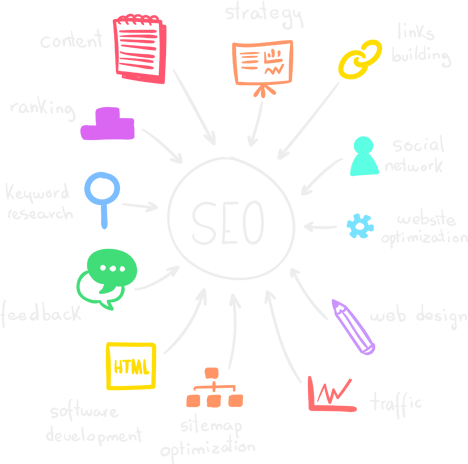 strategy
content
links
building
ranking
social
network
Keyword
research
SEO
website
optimization
feedback
web design
HTML
traffic
software
development
sitemap
optimization